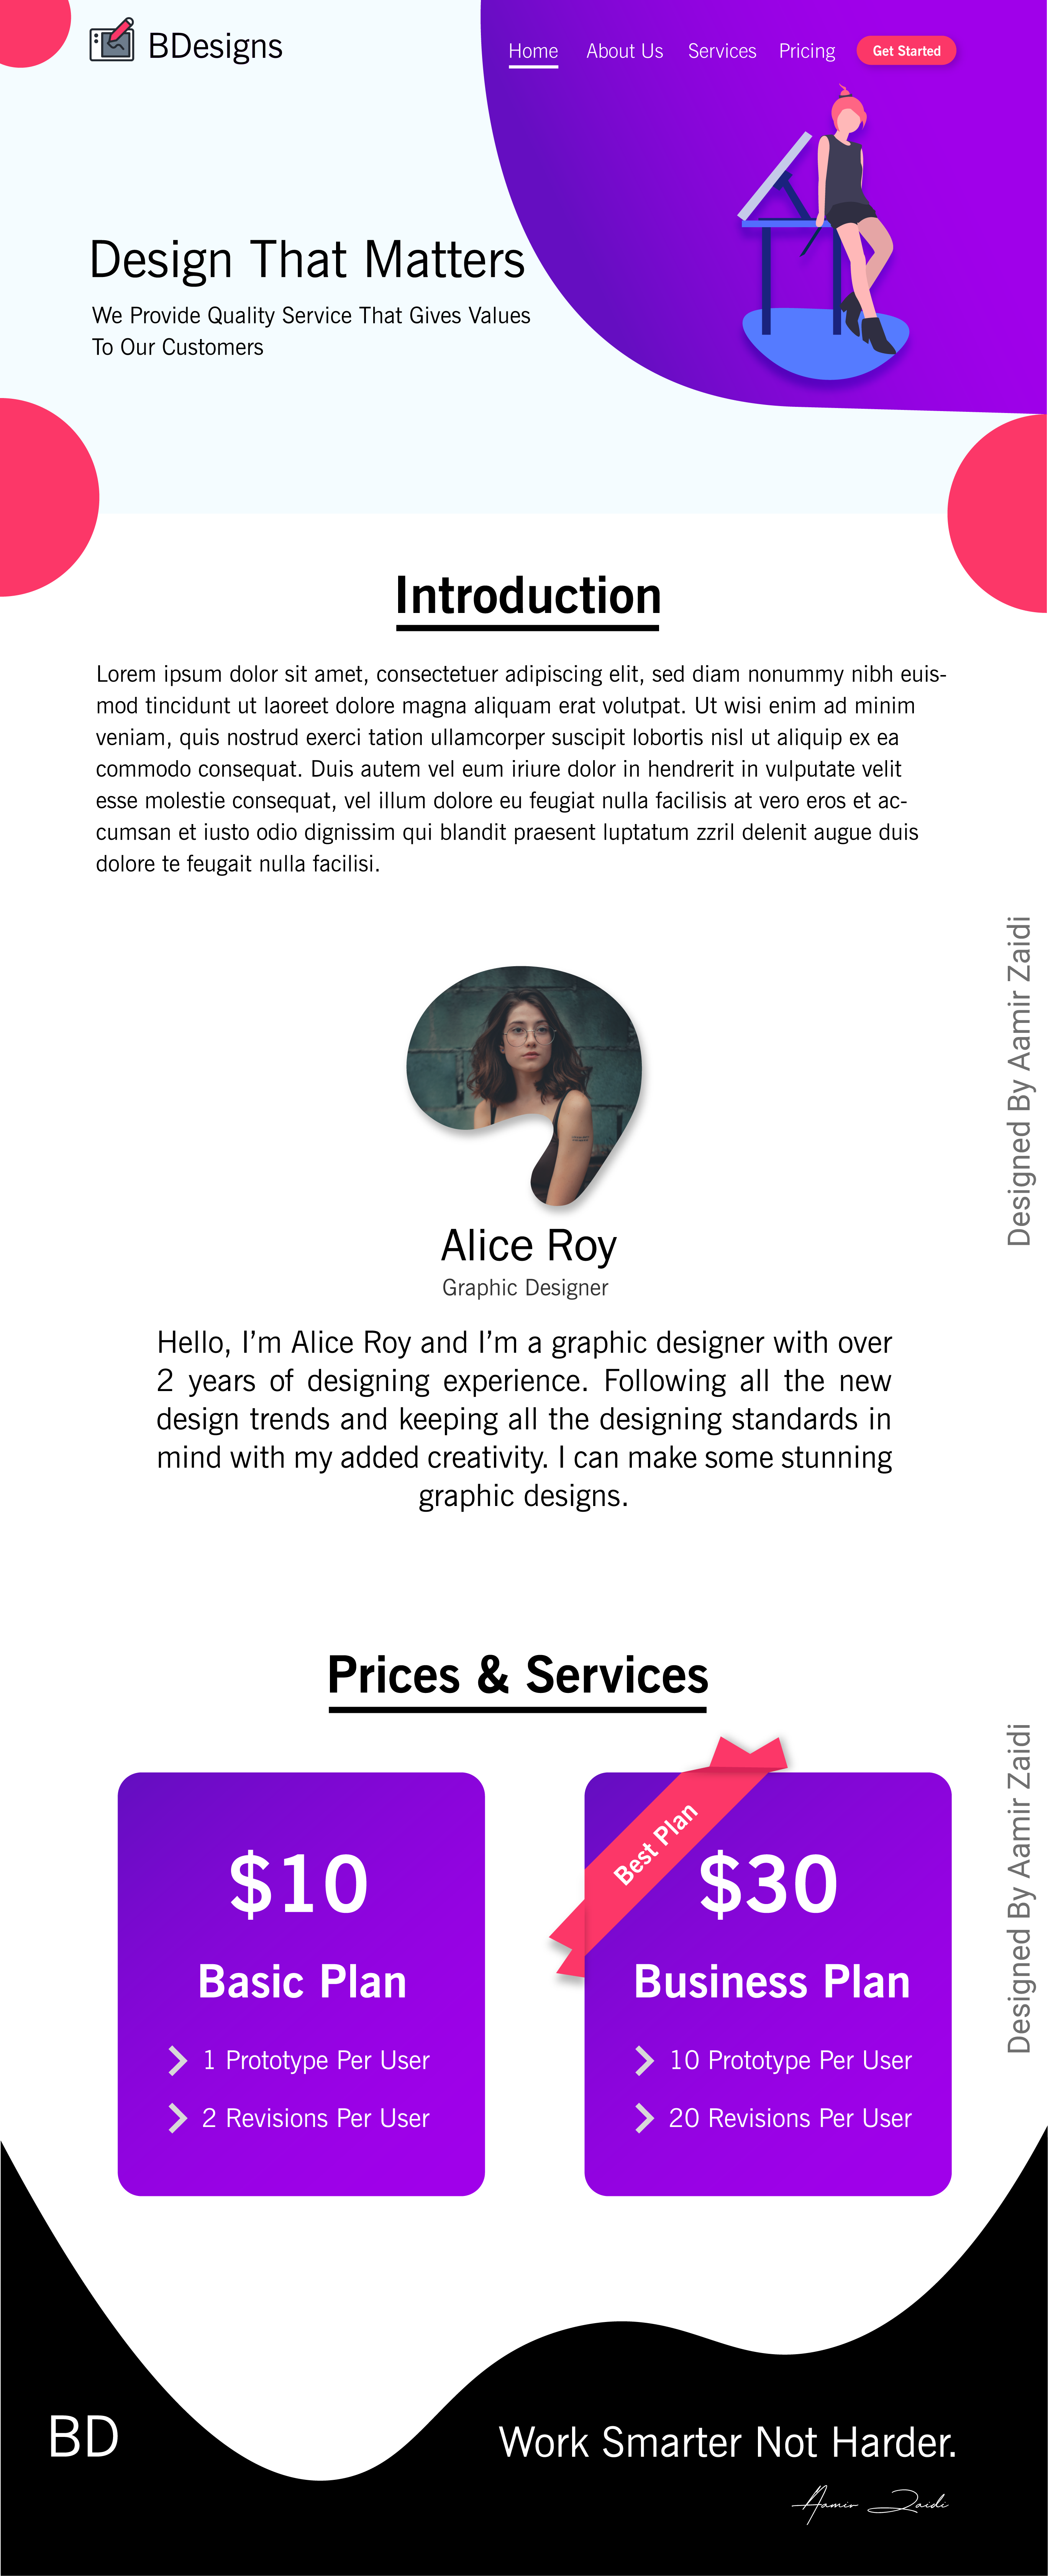 BDesigns
Home About Us Services Pricing Get Started
Design That Matters
We Provide Quality Service That Gives Values
To Our Customers
Introduction
Lorem ipsum dolor sit amet, consectetuer adipiscing elit, sed diam nonummy nibh euis-
mod tincidunt ut laoreet dolore magna aliquam erat volutpat. Ut wisi enim ad minim
veniam, quis nostrud exerci tation ullamcorper suscipit lobortis nisl ut aliquip ex ea
commodo consequat. Duis autem vel eum iriure dolor in hendrerit in vulputate velit
esse molestie consequat, vel illum dolore eu feugiat nulla facilisis at vero eros et ac-
cumsan et iusto odio dignissim qui blandit praesent luptatum zzril delenit augue duis
dolore te feugait nulla facilisi.
Designed By Aamir Zaidi
Alice Roy
Graphic Designer
Hello, I'm Alice Roy and I'm a graphic designer with over
2 years of designing experience. Following all the new
design trends and keeping all the designing standards in
mind with my added creativity. I can make some stunning
graphic designs.
Prices & Services
Designed By Aamir Zaidi
$10
Basic Plan
1 Prototype Per User
2 Revisions Per User
Best Plan
$30
Business Plan
10 Prototype Per User
20 Revisions Per User
BD
Work Smarter Not Harder.
Aamir Zaidi